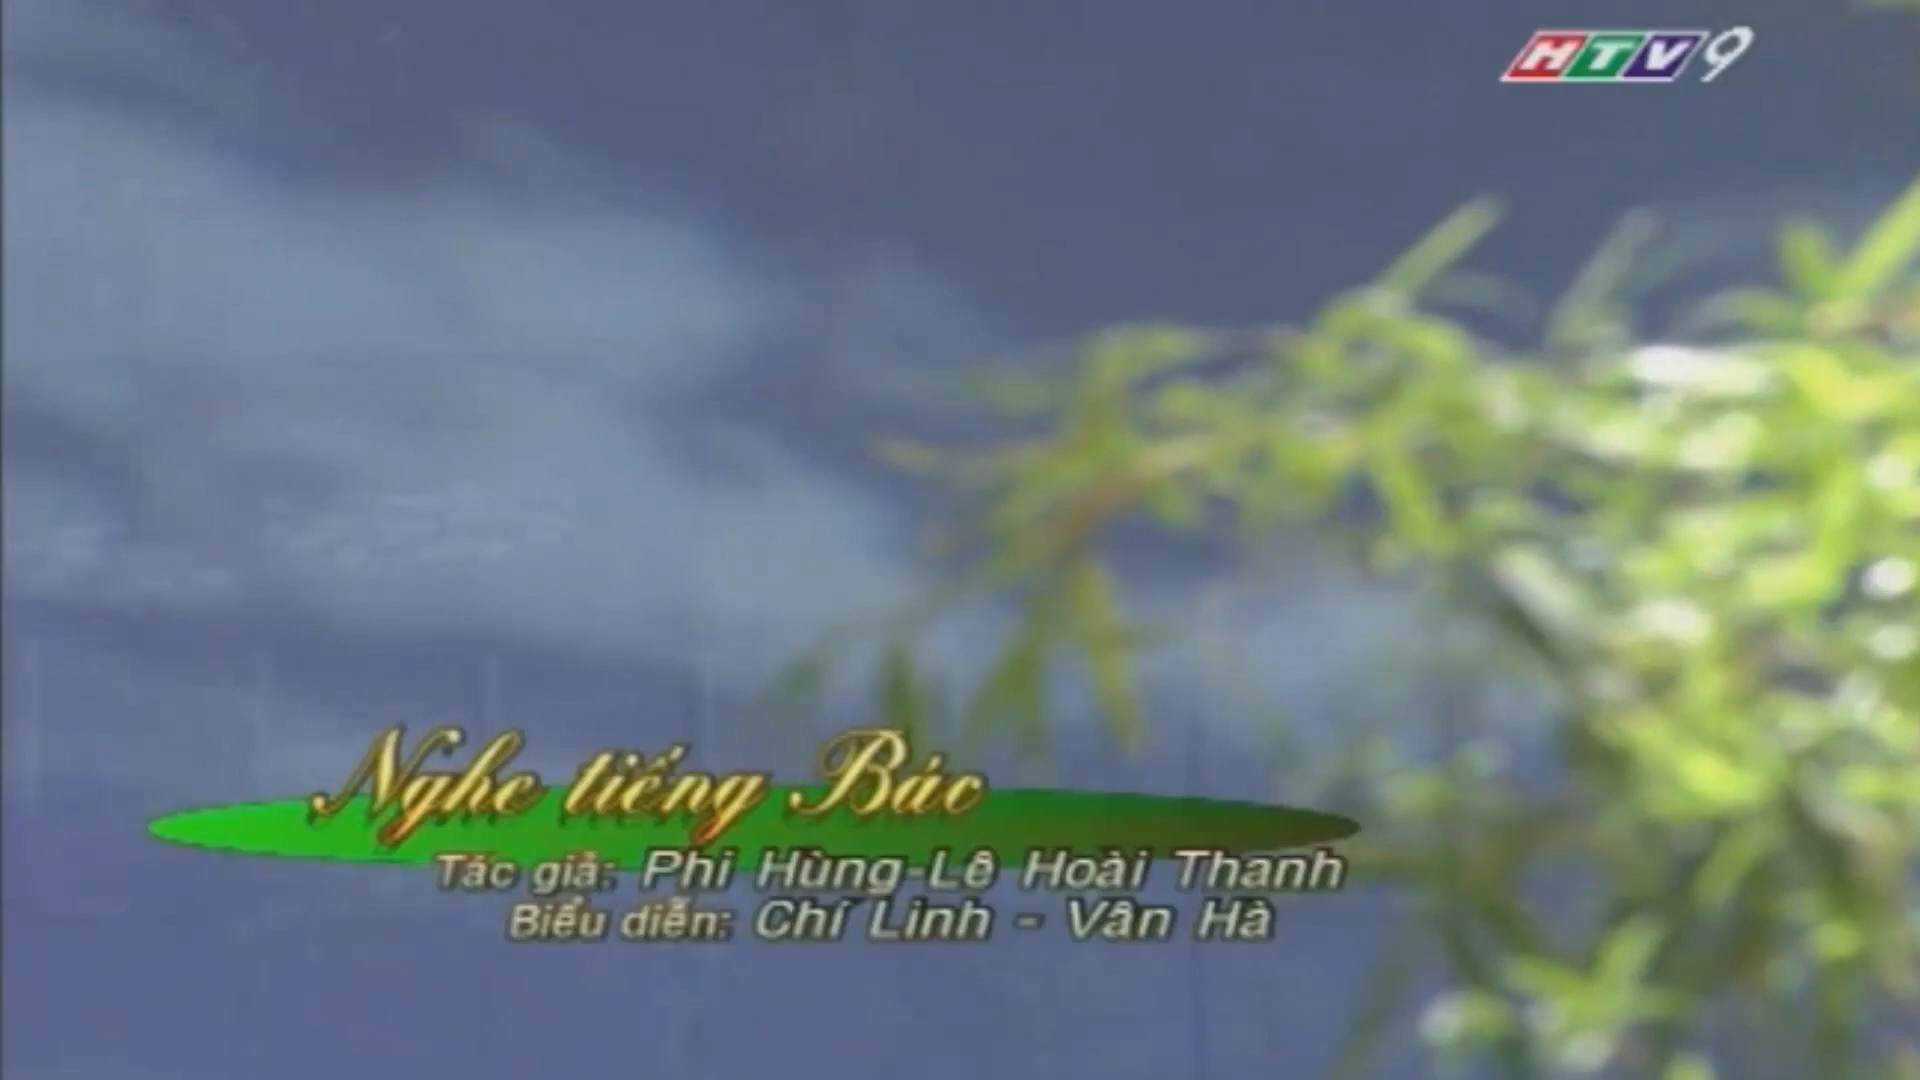 HTV9
Nghe tiếng Bác
Tác giả: Phi Hùng-Lê Hoài Thanh
Biểu diễn: Chí Linh - Vân Hà